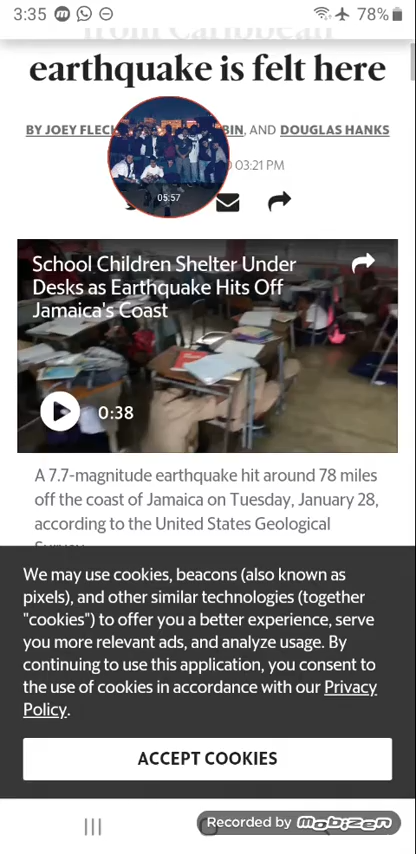 3:35 78%
from Caribbean
earthquake is felt here
BY JOEY FLEC BIN, AND DOUGLAS HANKS
03:21 PM
05:57
School Children Shelter Under
Desks as Earthquake Hits Off
Jamaica's Coast
0:38
A 7.7-magnitude earthquake hit around 78 miles
off the coast of Jamaica on Tuesday, January 28,
according to the United States Geological
We may use cookies, beacons (also known as
pixels), and other similar technologies (together
"cookies") to offer you a better experience, serve
you more relevant ads, and analyze usage. By
continuing to use this application, you consent to
the use of cookies in accordance with our Privacy
Policy.
ACCEPT COOKIES
Recorded by mobizen